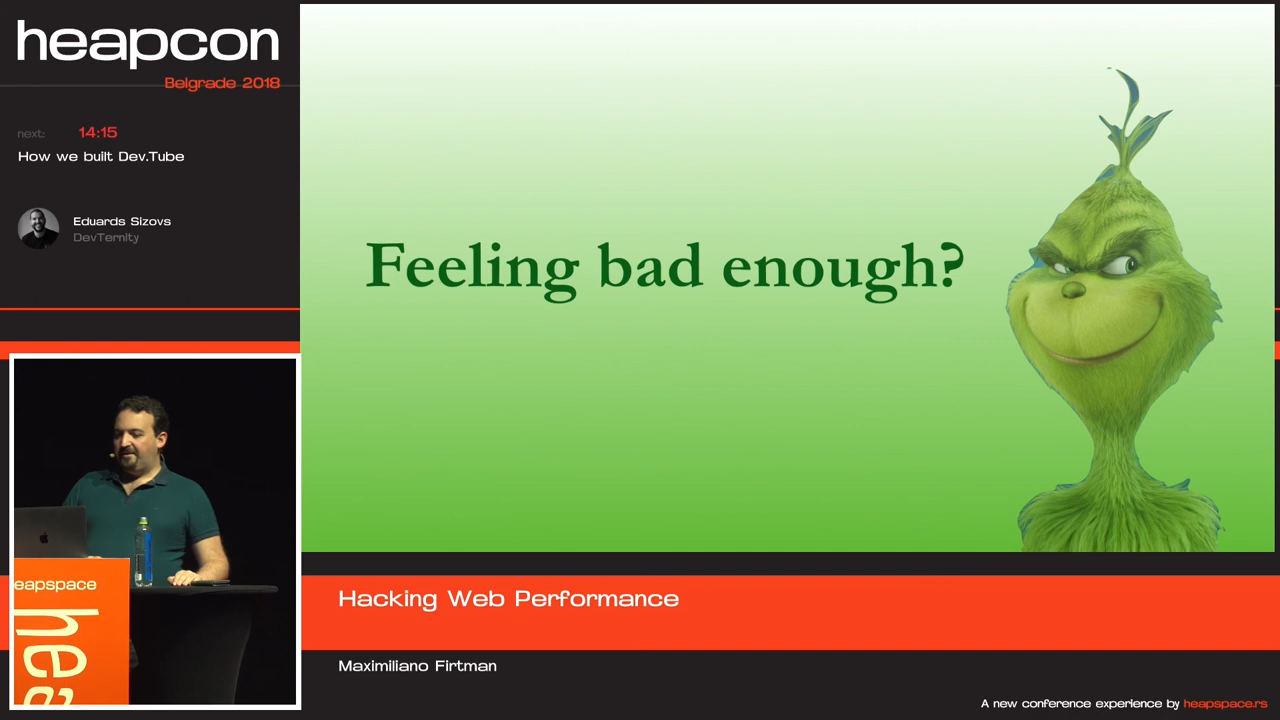 heapcon
Belgrade 2018
next: 14:15
How we built Dev.Tube
Eduards Sizovs
DevTernity
Feeling bad enough?
eapspace
hea
Hacking Web Performance
Maximiliano Firtman
A new conference experience by heapspace.rs